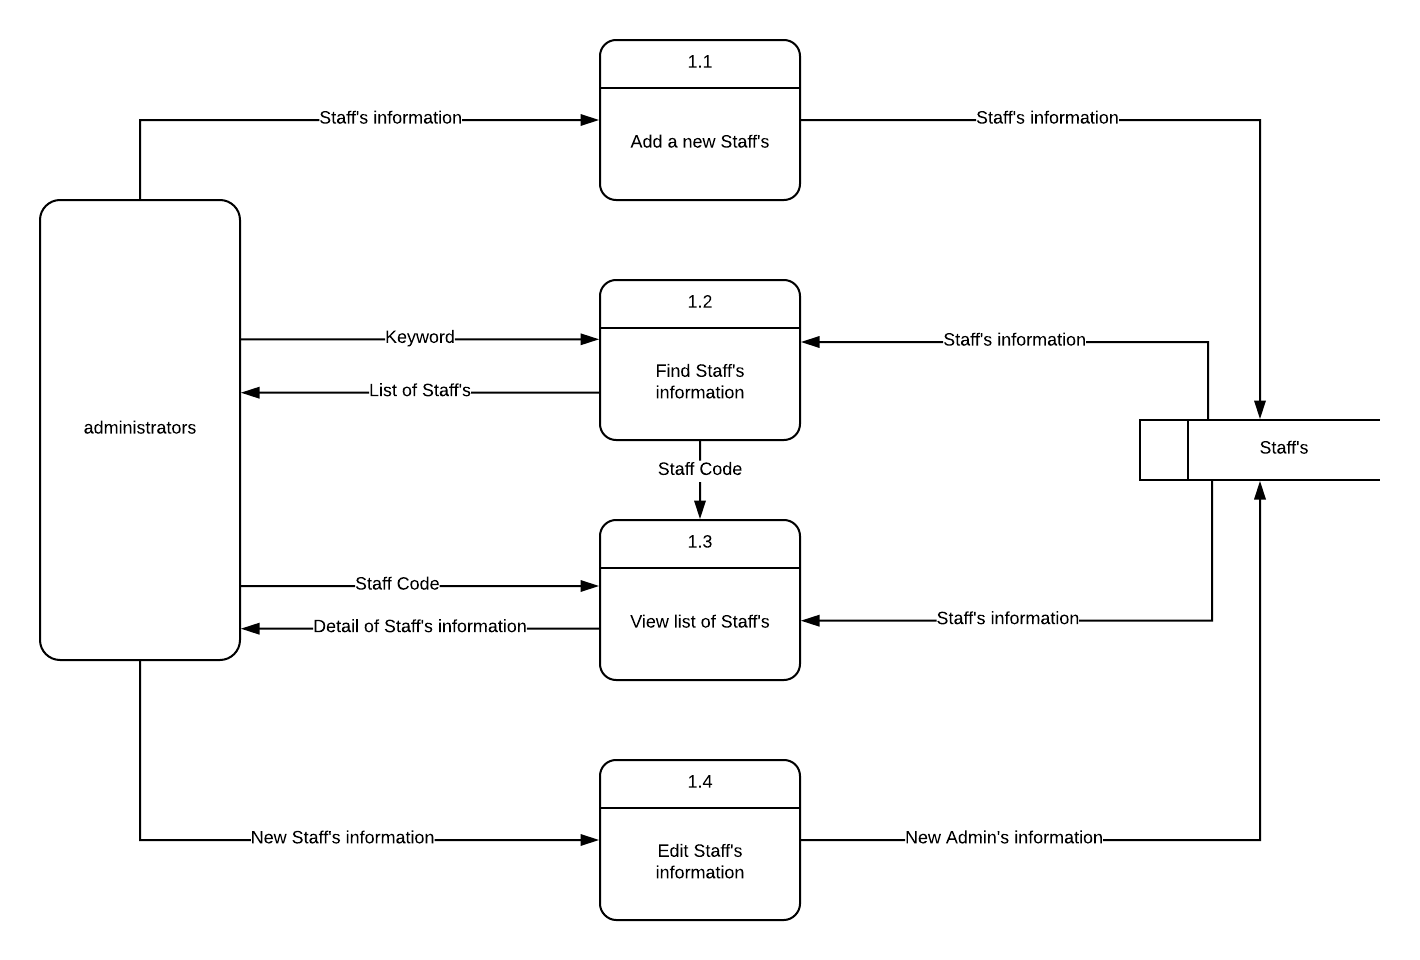 1.1
Staff's information
Add a new Staff's
Staff's information
1.2
Keyword
List of Staff's
Find Staff's
information
Staff's information
administrators
Staff's
Staff Code
1.3
Staff Code
Detail of Staff's information
View list of Staff's
Staff's information
1.4
New Staff's information
Edit Staff's
information
New Admin's information